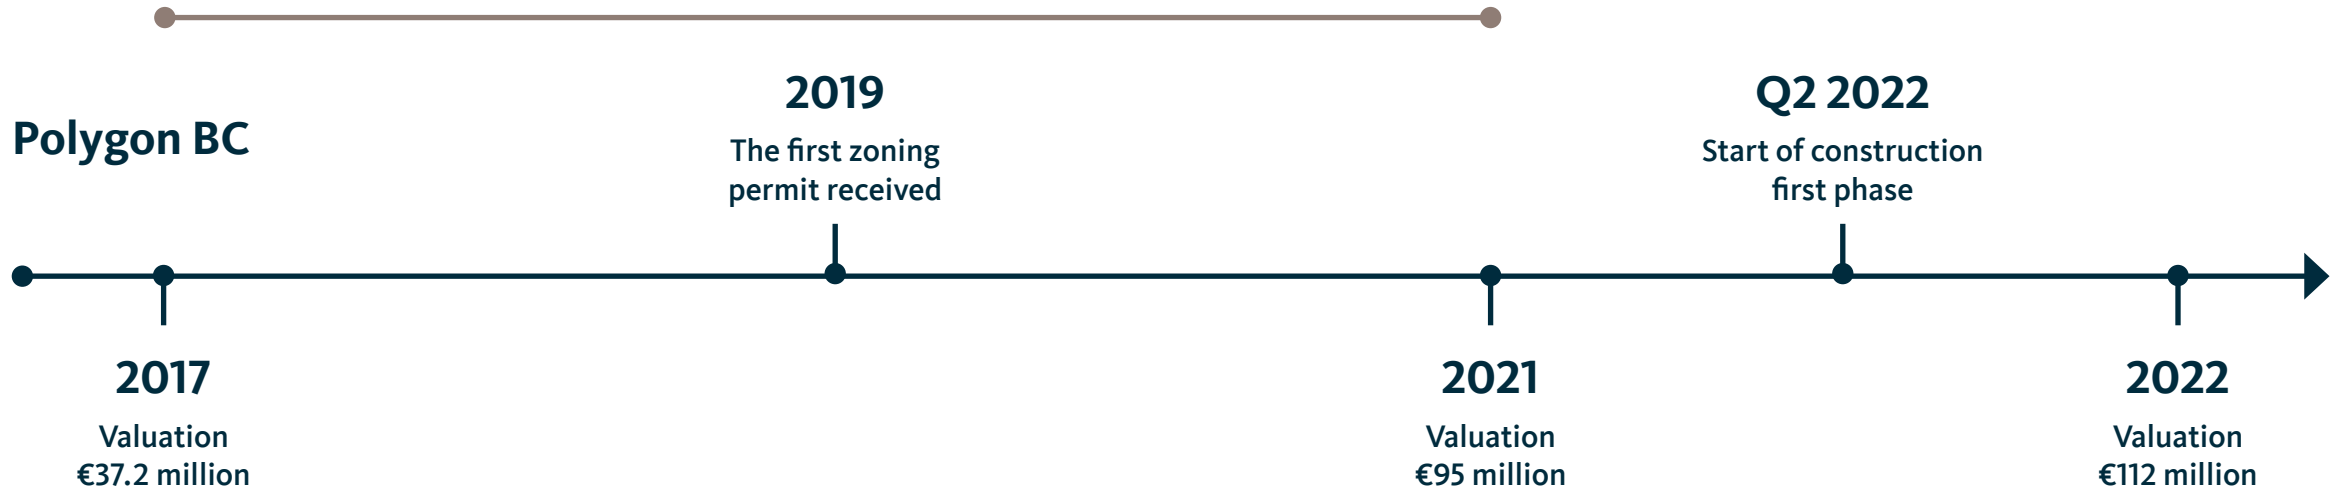 Polygon BC
2019
The first zoning
permit received
Q2 2022
Start of construction
first phase
2017
Valuation
€37.2 million
2021
Valuation
€95 million
2022
Valuation
€112 million